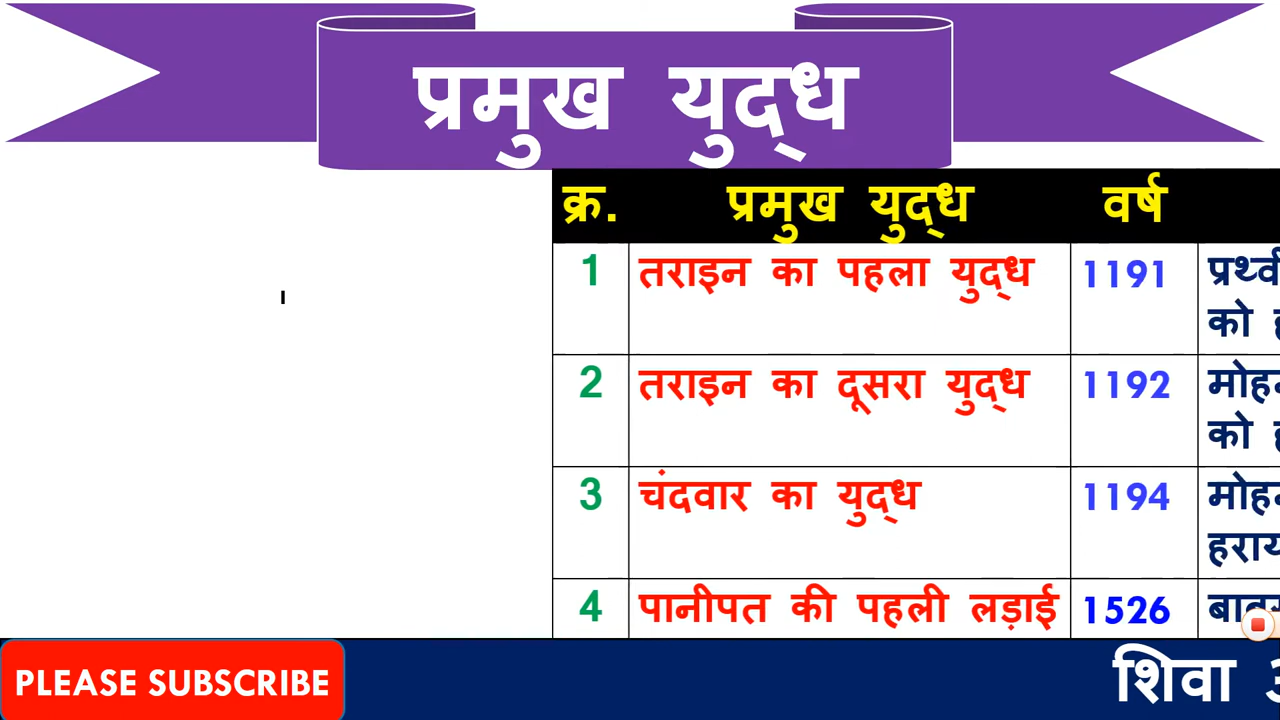 प्रमुख युद्ध
क्र. प्रमुख युद्ध वर्ष
1 तराइन का पहला युद्ध 1191
को
2 तराइन का दूसरा युद्ध 1192
को
3 चंदवार का युद्ध 1194
4 पानीपत की पहली लड़ाई 1526
PLEASE SUBSCRIBE शिवा